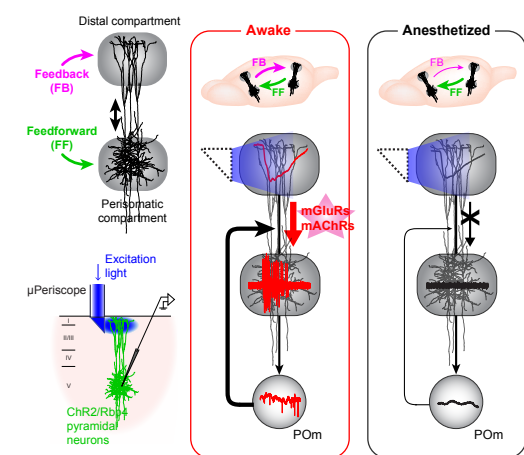 Distal compartment
Feedback
(FB)
Feedforward
(FF)
Perisomatic
compartment
Excitation
light
µPeriscope
I
II/III
IV
V
ChR2/Rbp4
pyramidal
neurons
Awake
FB
FF
mGluRs
mAChRs
POm
Anesthetized
FB
FF
X
POm